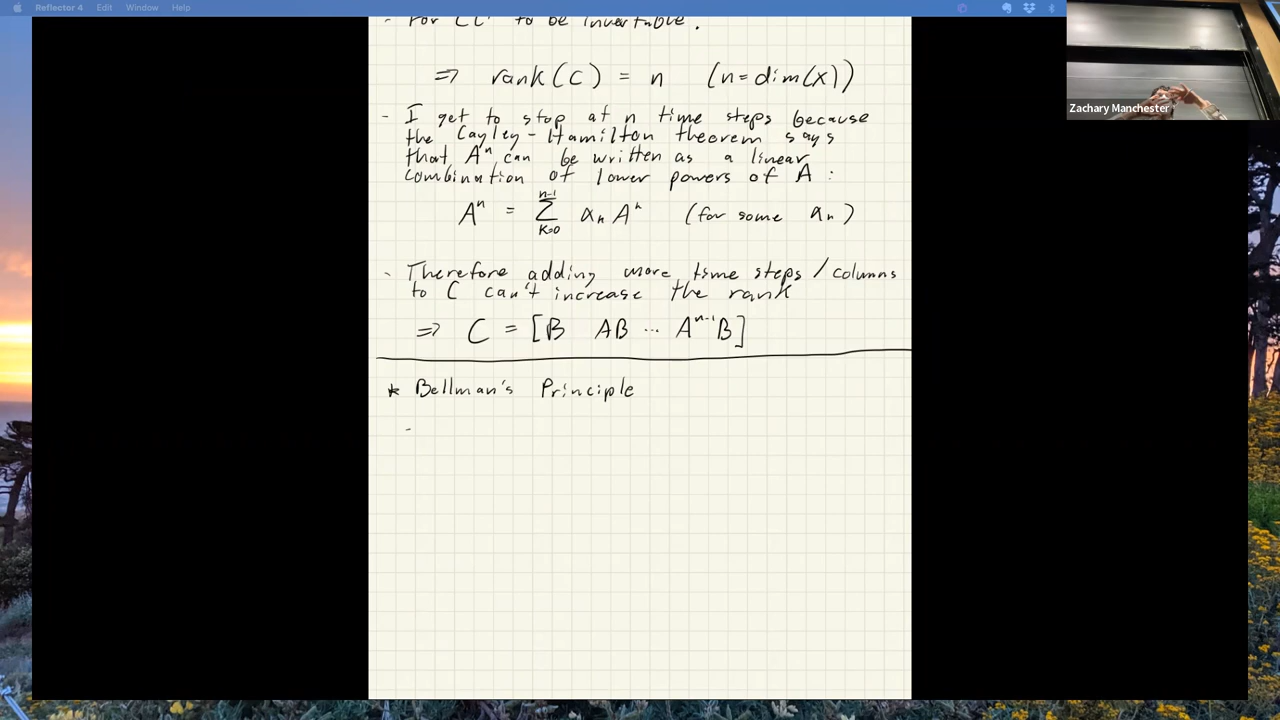 Reflector 4 Edit Window Help
- For CCᵀ to be invertable.
⇒ rank(C) = n (n=dim(x))
Zachary Manchester
- I get to stop at n time steps because
the Cayley-Hamilton theorem says
that Aⁿ can be written as a linear
combination of lower powers of A :
Aⁿ = ∑_{k=0}^{n-1} αₖ Aᵏ (for some αₖ)
- Therefore adding more time steps/columns
to C can't increase the rank
⇒ C = [B AB ... Aⁿ⁻¹B]
* Bellman's Principle
-